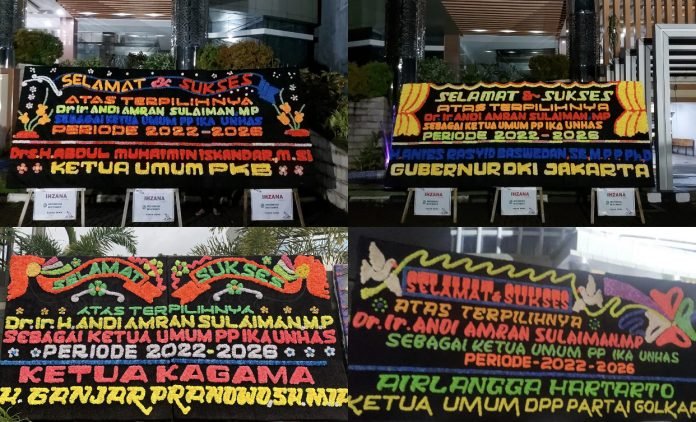 SELAMAT & SUKSES
ATAS TERPILIHNYA
Dr. Ir. ANDI AMRAN SULAIMAN, MP
SEBAGAI KETUA UMUM PP IKA UNHAS
PERIODE 2022-2026
Drs. H. ABDUL MUHAIMIN ISKANDAR, M.SI
KETUA UMUM PKB
INZANA
INZANA
INZANA
SELAMAT & SUKSES
ATAS TERPILIHNYA
Dr. Ir. ANDI AMRAN SULAIMAN, MP
SEBAGAI KETUA UMUM PP IKA UNHAS
PERIODE 2022-2026
H. ANIES RASYID BASWEDAN, SE, M.P.P, Ph.D
GUBERNUR DKI JAKARTA
INZANA
INZANA
INZANA
SELAMAT SUKSES
ATAS TERPILIHNYA
Dr. Ir. H. ANDI AMRAN SULAIMAN, M.P
SEBAGAI KETUA UMUM PP IKA UNHAS
PERIODE 2022-2026
KETUA KAGAMA
H. GANJAR PRANOWO, SH, M.IP
SELAMAT & SUKSES
ATAS TERPILIHNYA
Dr. Ir. ANDI AMRAN SULAIMAN, MP
SEBAGAI KETUA UMUM PP IKA UNHAS
PERIODE-2022-2026
AIRLANGGA HARTARTO
KETUA UMUM DPP PARTAI GOLKAR